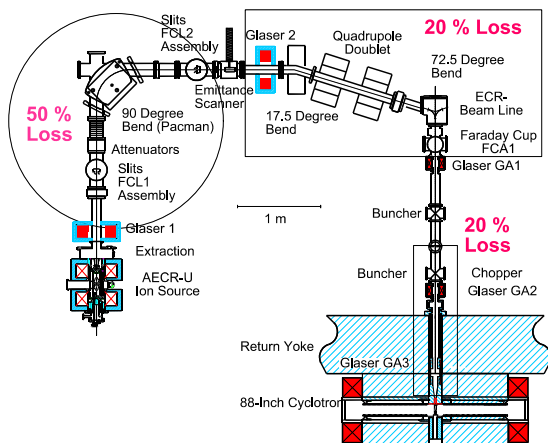 Slits
FCL2
Assembly
Glaser 2
Quadrupole
Doublet
20 % Loss
72.5 Degree
Bend
Emittance
Scanner
50 %
Loss
90 Degree
Bend (Pacman)
17.5 Degree
Bend
ECR-
Beam Line
Attenuators
Faraday Cup
FCA1
Slits
FCL1
Assembly
Glaser GA1
1 m
Buncher
20 %
Loss
Glaser 1
Extraction
AECR-U
Ion Source
Buncher
Chopper
Glaser GA2
Return Yoke
Glaser GA3
88-Inch Cyclotron